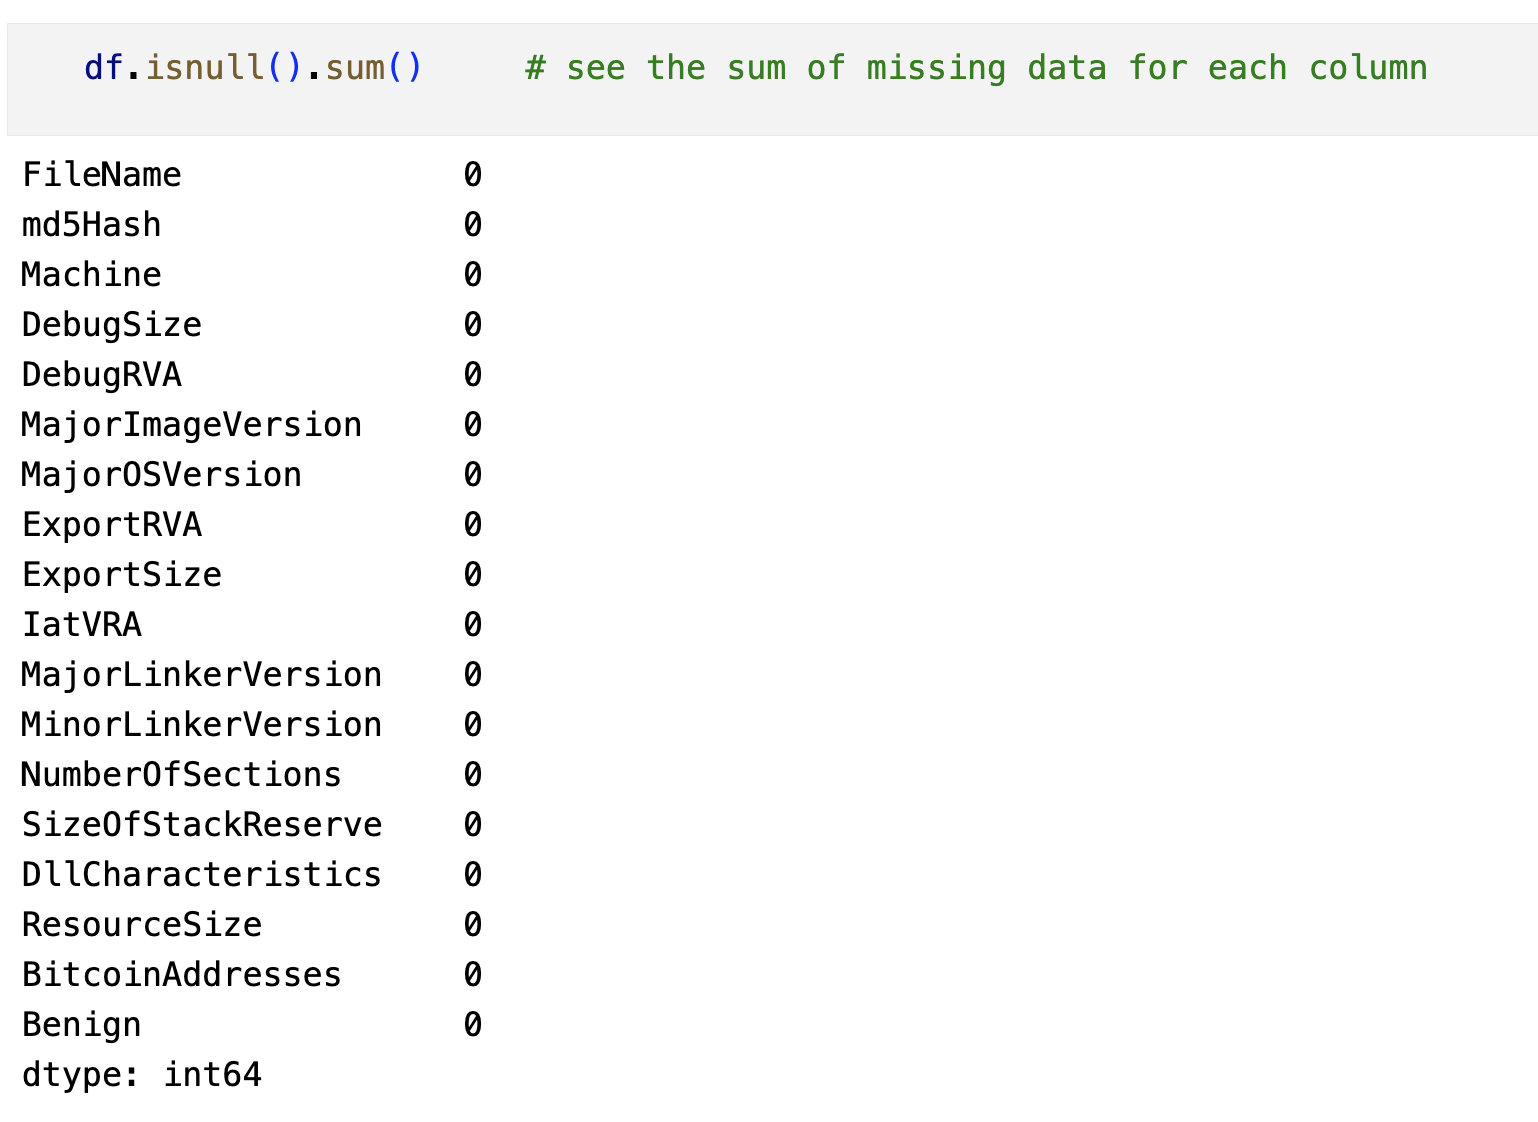 df.isnull().sum()     # see the sum of missing data for each column
FileName              0
md5Hash               0
Machine               0
DebugSize             0
DebugRVA              0
MajorImageVersion     0
MajorOSVersion        0
ExportRVA             0
ExportSize            0
IatVRA                0
MajorLinkerVersion    0
MinorLinkerVersion    0
NumberOfSections      0
SizeOfStackReserve    0
DllCharacteristics    0
ResourceSize          0
BitcoinAddresses      0
Benign                0
dtype: int64